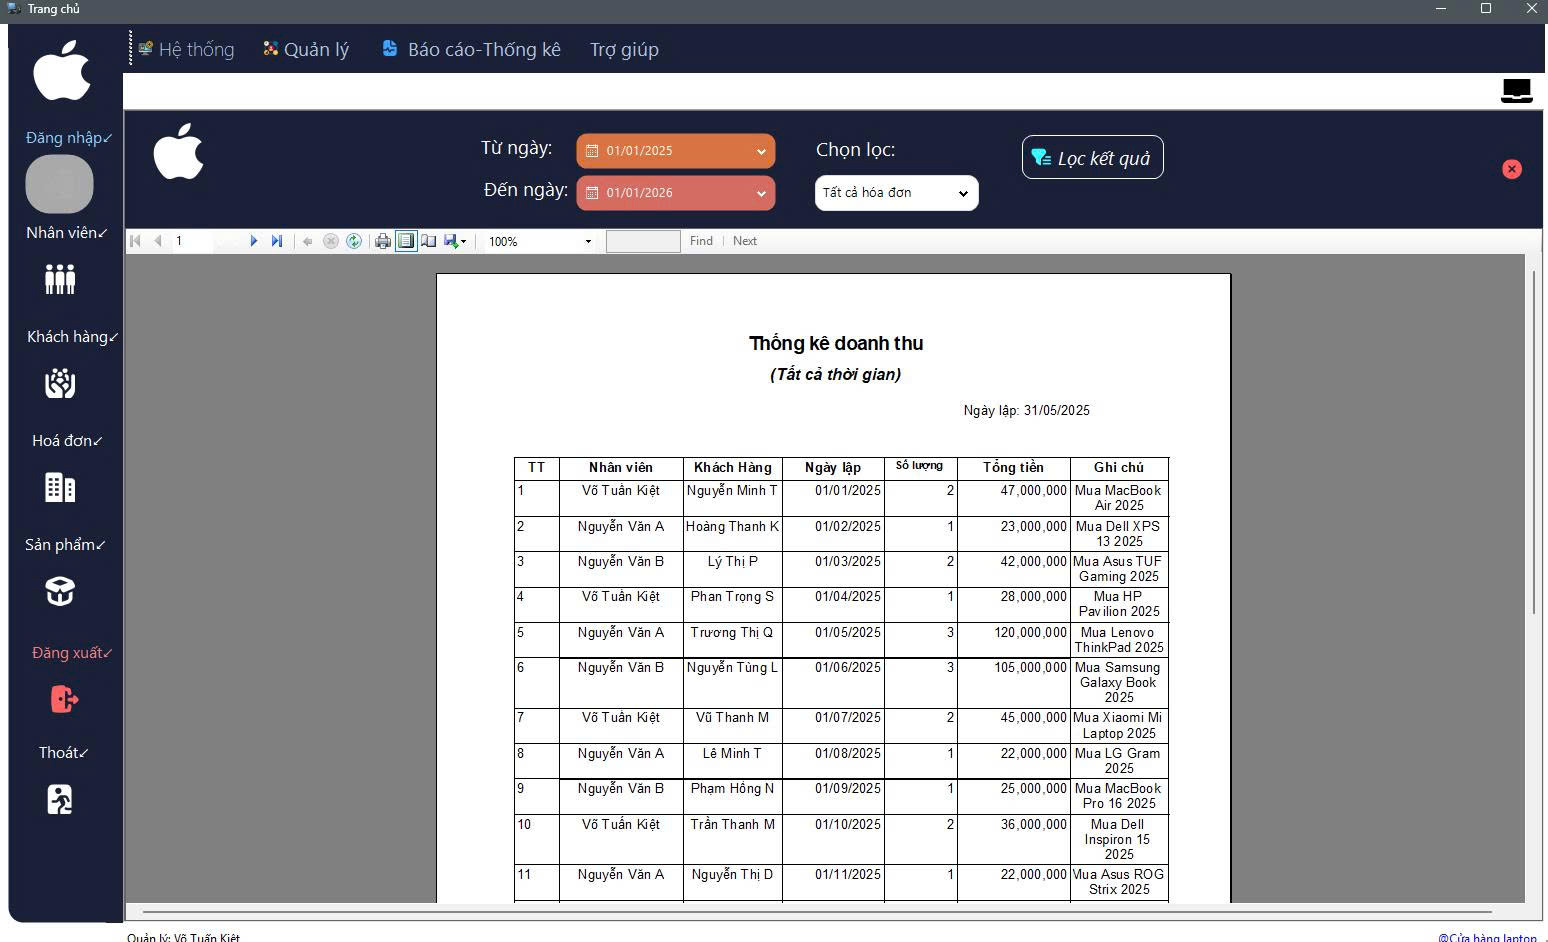 Trang chủ
Hệ thống Quản lý Báo cáo-Thống kê Trợ giúp
Đăng nhập↙
Nhân viên↙
Khách hàng↙
Hoá đơn↙
Sản phẩm↙
Đăng xuất↙
Thoát↙
Từ ngày: 01/01/2025 Chọn lọc: Lọc kết quả
Đến ngày: 01/01/2026 Tất cả hóa đơn
1 100% Find | Next
Thống kê doanh thu
(Tất cả thời gian)
Ngày lập: 31/05/2025
TT Nhân viên Khách Hàng Ngày lập Số lượng Tổng tiền Ghi chú
1 Võ Tuấn Kiệt Nguyễn Minh T 01/01/2025 2 47,000,000 Mua MacBook
Air 2025
2 Nguyễn Văn A Hoàng Thanh K 01/02/2025 1 23,000,000 Mua Dell XPS
13 2025
3 Nguyễn Văn B Lý Thị P 01/03/2025 2 42,000,000 Mua Asus TUF
Gaming 2025
4 Võ Tuấn Kiệt Phan Trọng S 01/04/2025 1 28,000,000 Mua HP
Pavilion 2025
5 Nguyễn Văn A Trương Thị Q 01/05/2025 3 120,000,000 Mua Lenovo
ThinkPad 2025
6 Nguyễn Văn B Nguyễn Tùng L 01/06/2025 3 105,000,000 Mua Samsung
Galaxy Book
2025
7 Võ Tuấn Kiệt Vũ Thanh M 01/07/2025 2 45,000,000 Mua Xiaomi Mi
Laptop 2025
8 Nguyễn Văn A Lê Minh T 01/08/2025 1 22,000,000 Mua LG Gram
2025
9 Nguyễn Văn B Phạm Hồng N 01/09/2025 1 25,000,000 Mua MacBook
Pro 16 2025
10 Võ Tuấn Kiệt Trần Thanh M 01/10/2025 2 36,000,000 Mua Dell
Inspiron 15
2025
11 Nguyễn Văn A Nguyễn Thị D 01/11/2025 1 22,000,000 Mua Asus ROG
Strix 2025
Quản lý: Võ Tuấn Kiệt @Cửa hàng laptop